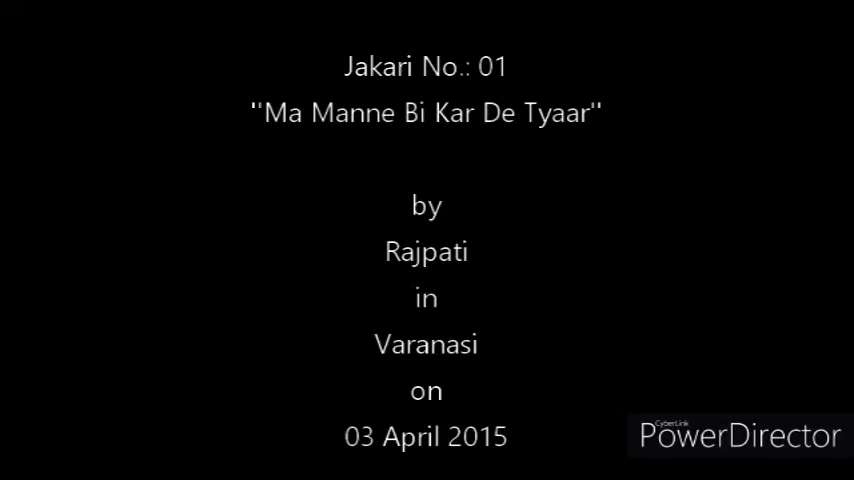 Jakari No.: 01
''Ma Manne Bi Kar De Tyaar''
by
Rajpati
in
Varanasi
on
03 April 2015
CyberLink
PowerDirector